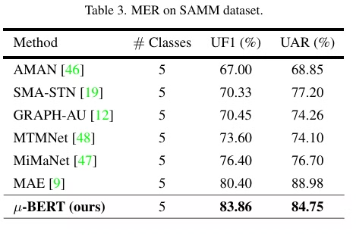 Table 3. MER on SAMM dataset.
Method # Classes UF1 (%) UAR (%)
AMAN [46] 5 67.00 68.85
SMA-STN [19] 5 70.33 77.20
GRAPH-AU [12] 5 70.45 74.26
MTMNet [48] 5 73.60 74.10
MiMaNet [47] 5 76.40 76.70
MAE [9] 5 80.40 88.98
μ-BERT (ours) 5 83.86 84.75